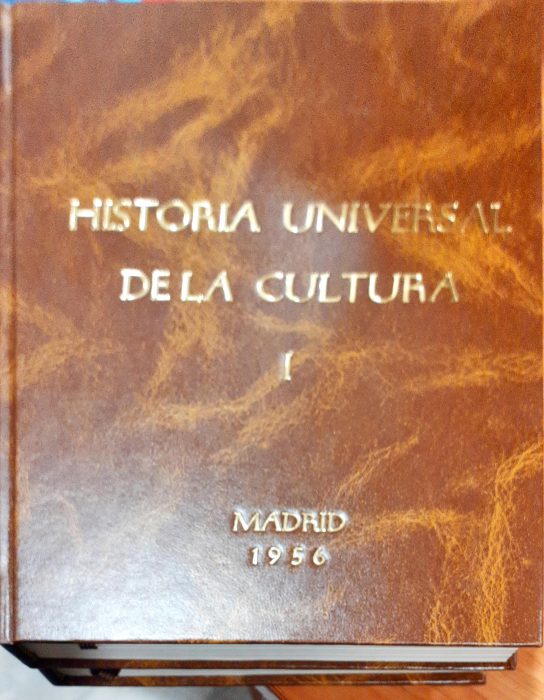 HISTORIA UNIVERSAL
DE LA CULTURA
I
MADRID
1956